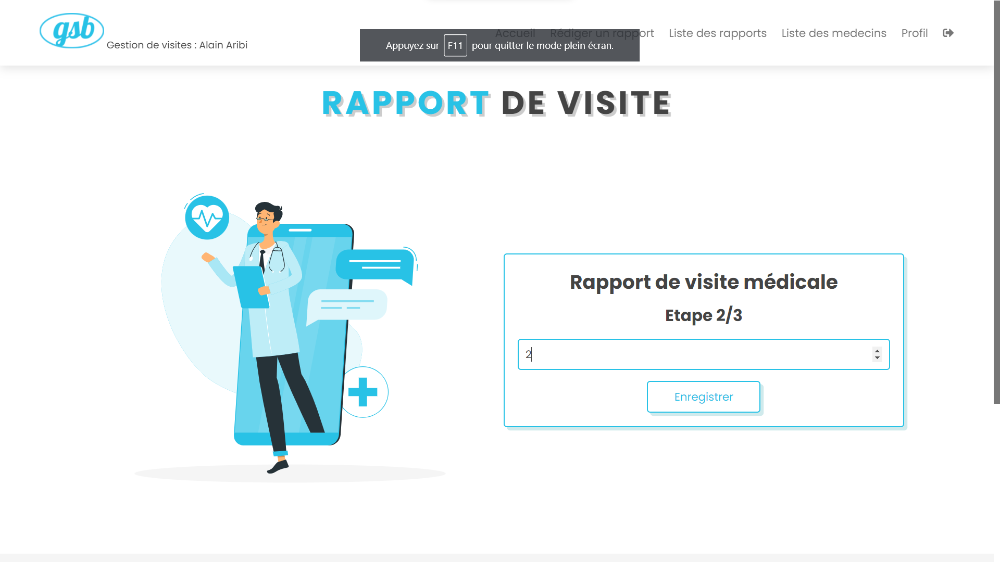 gsb
Gestion de visites : Alain Aribi
Accueil Rédiger un rapport Liste des rapports Liste des medecins Profil
Appuyez sur F11 pour quitter le mode plein écran.
RAPPORT DE VISITE
Rapport de visite médicale
Etape 2/3
2
Enregistrer